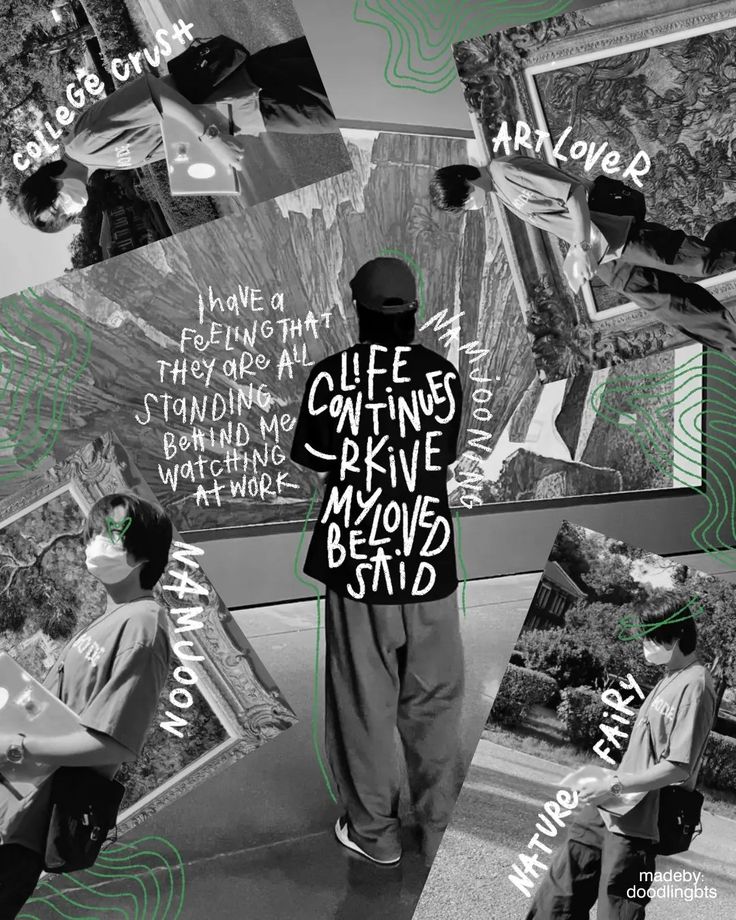 COLLEGE CRUSH
ART LOVER
I HAVE A
FEELING THAT
THEY ARE ALL
STANDING
BEHIND ME
WATCHING
AT WORK
NAMJOONING
LIFE
CONTINUES
–RKIVE
MY LOVED
BE
SAID
NAMJOON
NATURE FAIRY
madeby:
doodlingbts